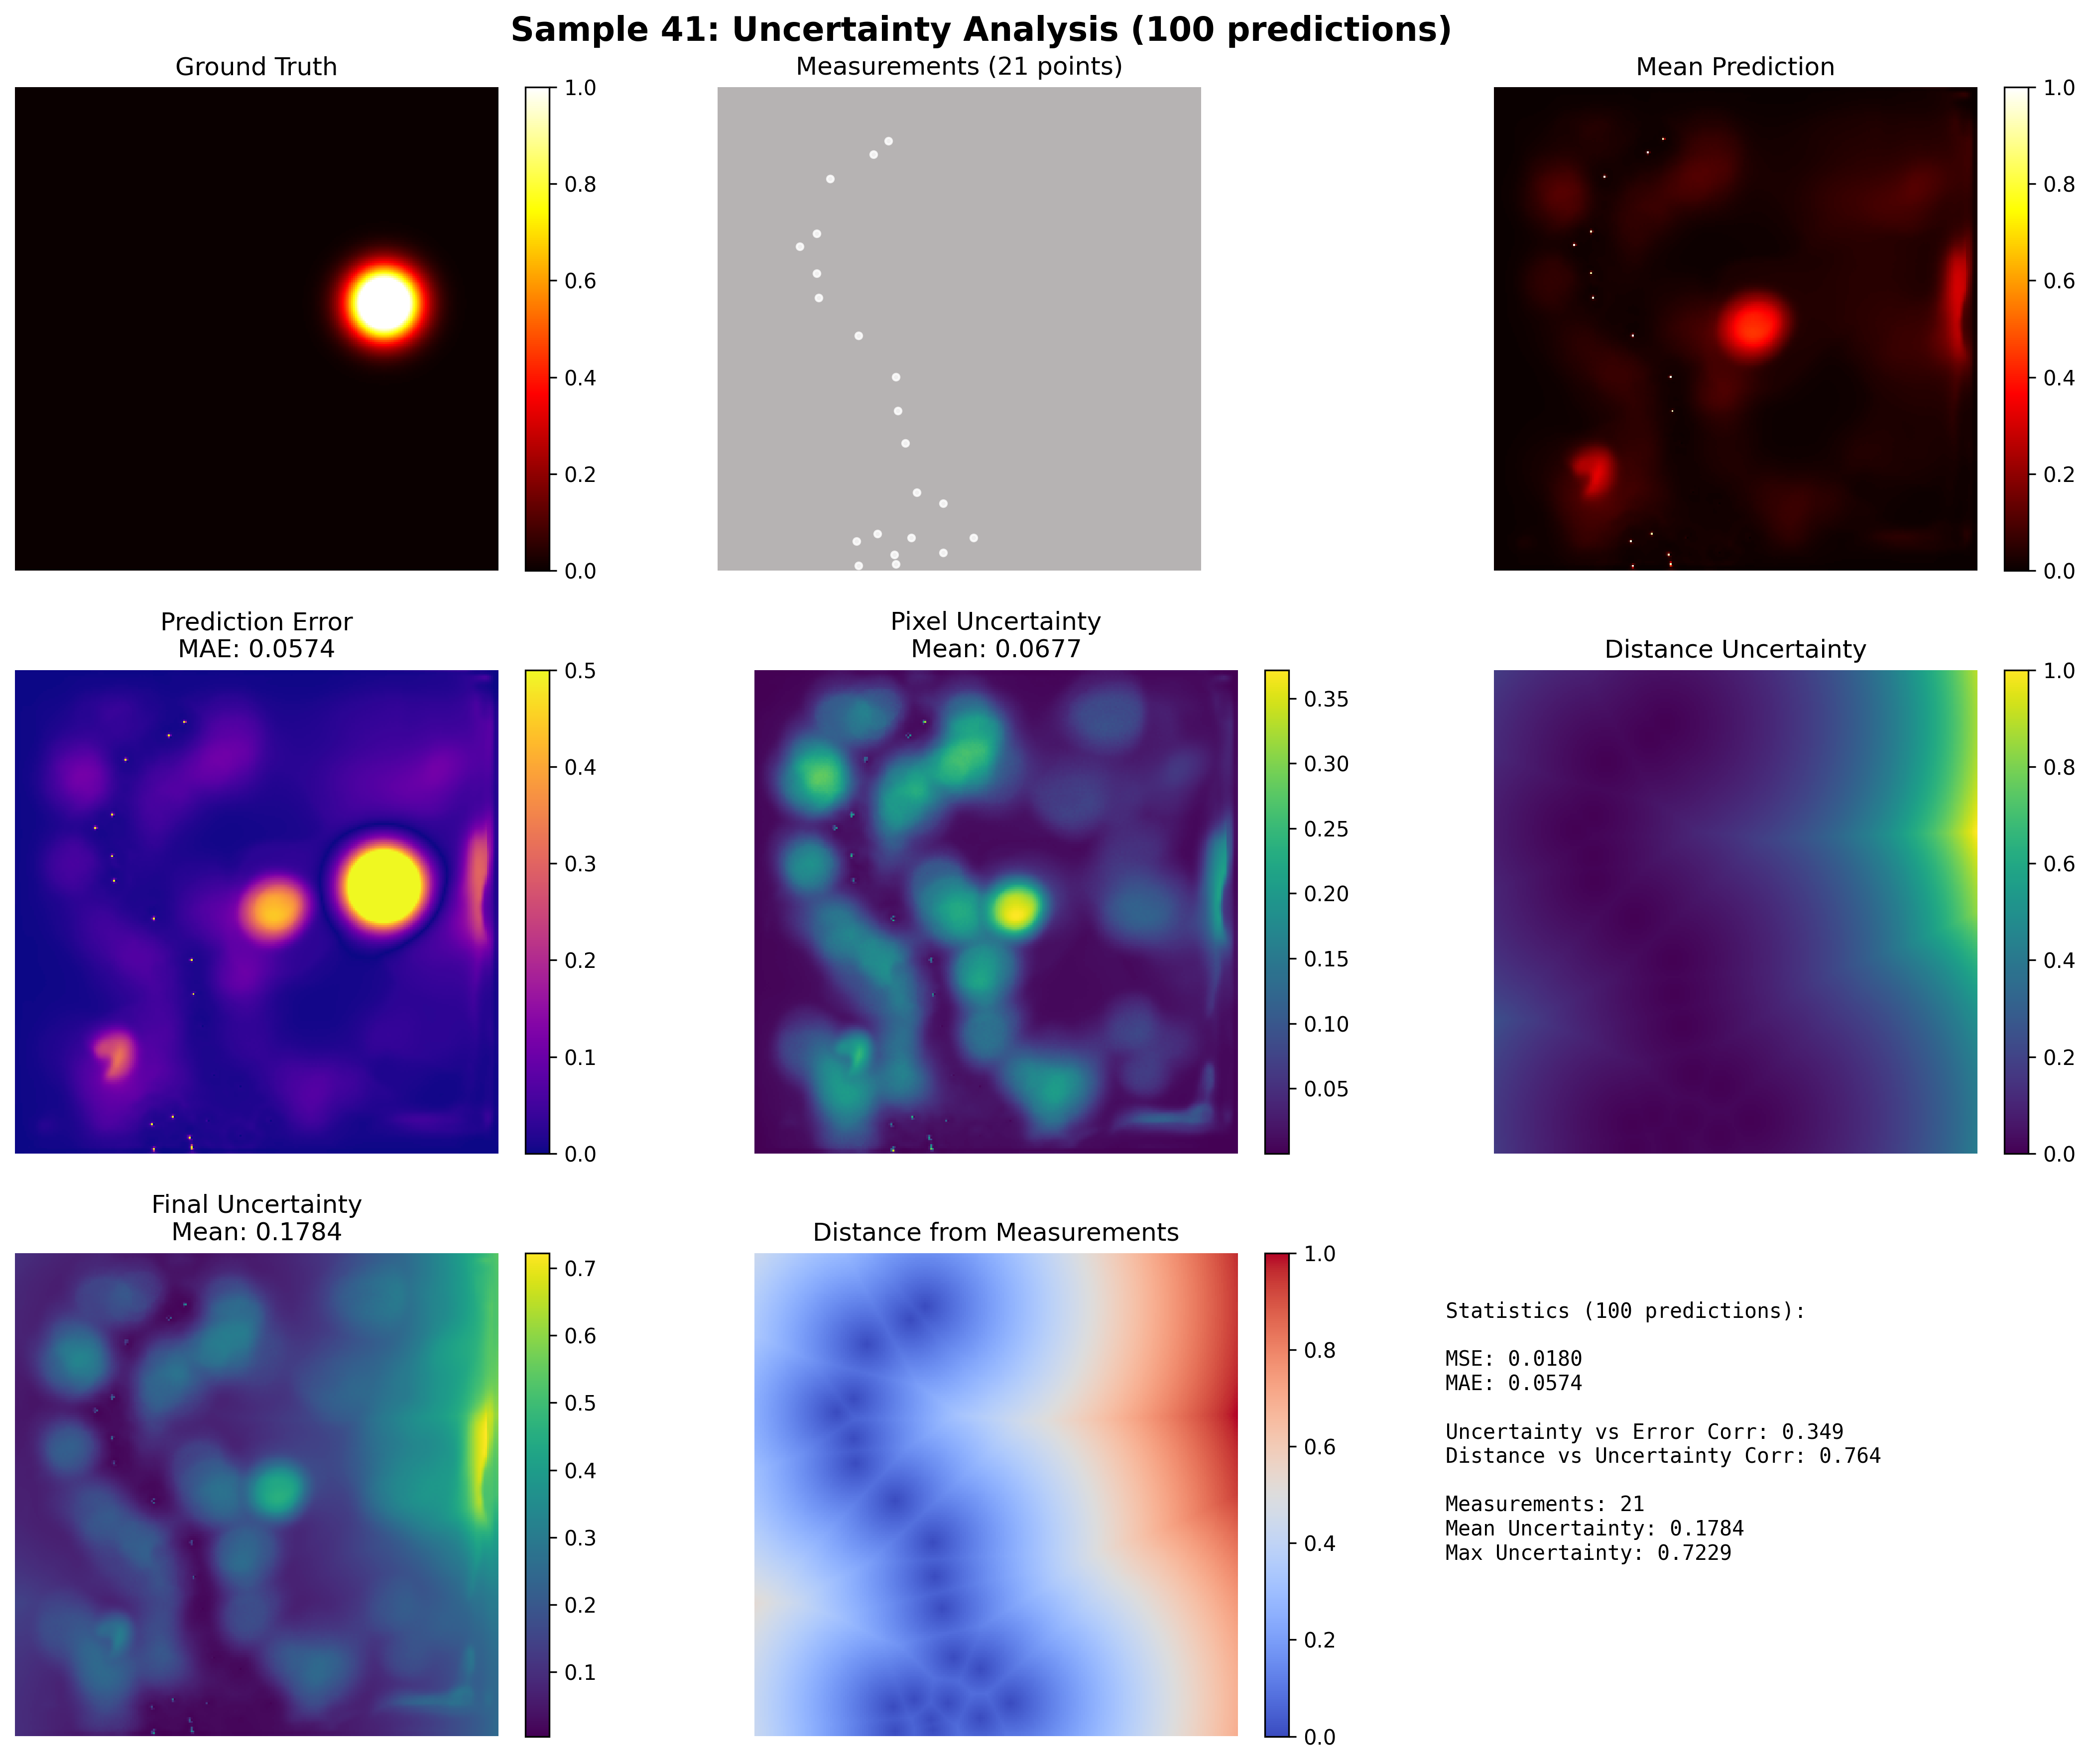 Sample 41: Uncertainty Analysis (100 predictions)
Ground Truth
1.0
0.8
0.6
0.4
0.2
0.0
Measurements (21 points)
Mean Prediction
1.0
0.8
0.6
0.4
0.2
0.0
Prediction Error
MAE: 0.0574
0.5
0.4
0.3
0.2
0.1
0.0
Pixel Uncertainty
Mean: 0.0677
0.35
0.30
0.25
0.20
0.15
0.10
0.05
Distance Uncertainty
1.0
0.8
0.6
0.4
0.2
0.0
Final Uncertainty
Mean: 0.1784
0.7
0.6
0.5
0.4
0.3
0.2
0.1
Distance from Measurements
1.0
0.8
0.6
0.4
0.2
0.0
Statistics (100 predictions):
MSE: 0.0180
MAE: 0.0574
Uncertainty vs Error Corr: 0.349
Distance vs Uncertainty Corr: 0.764
Measurements: 21
Mean Uncertainty: 0.1784
Max Uncertainty: 0.7229